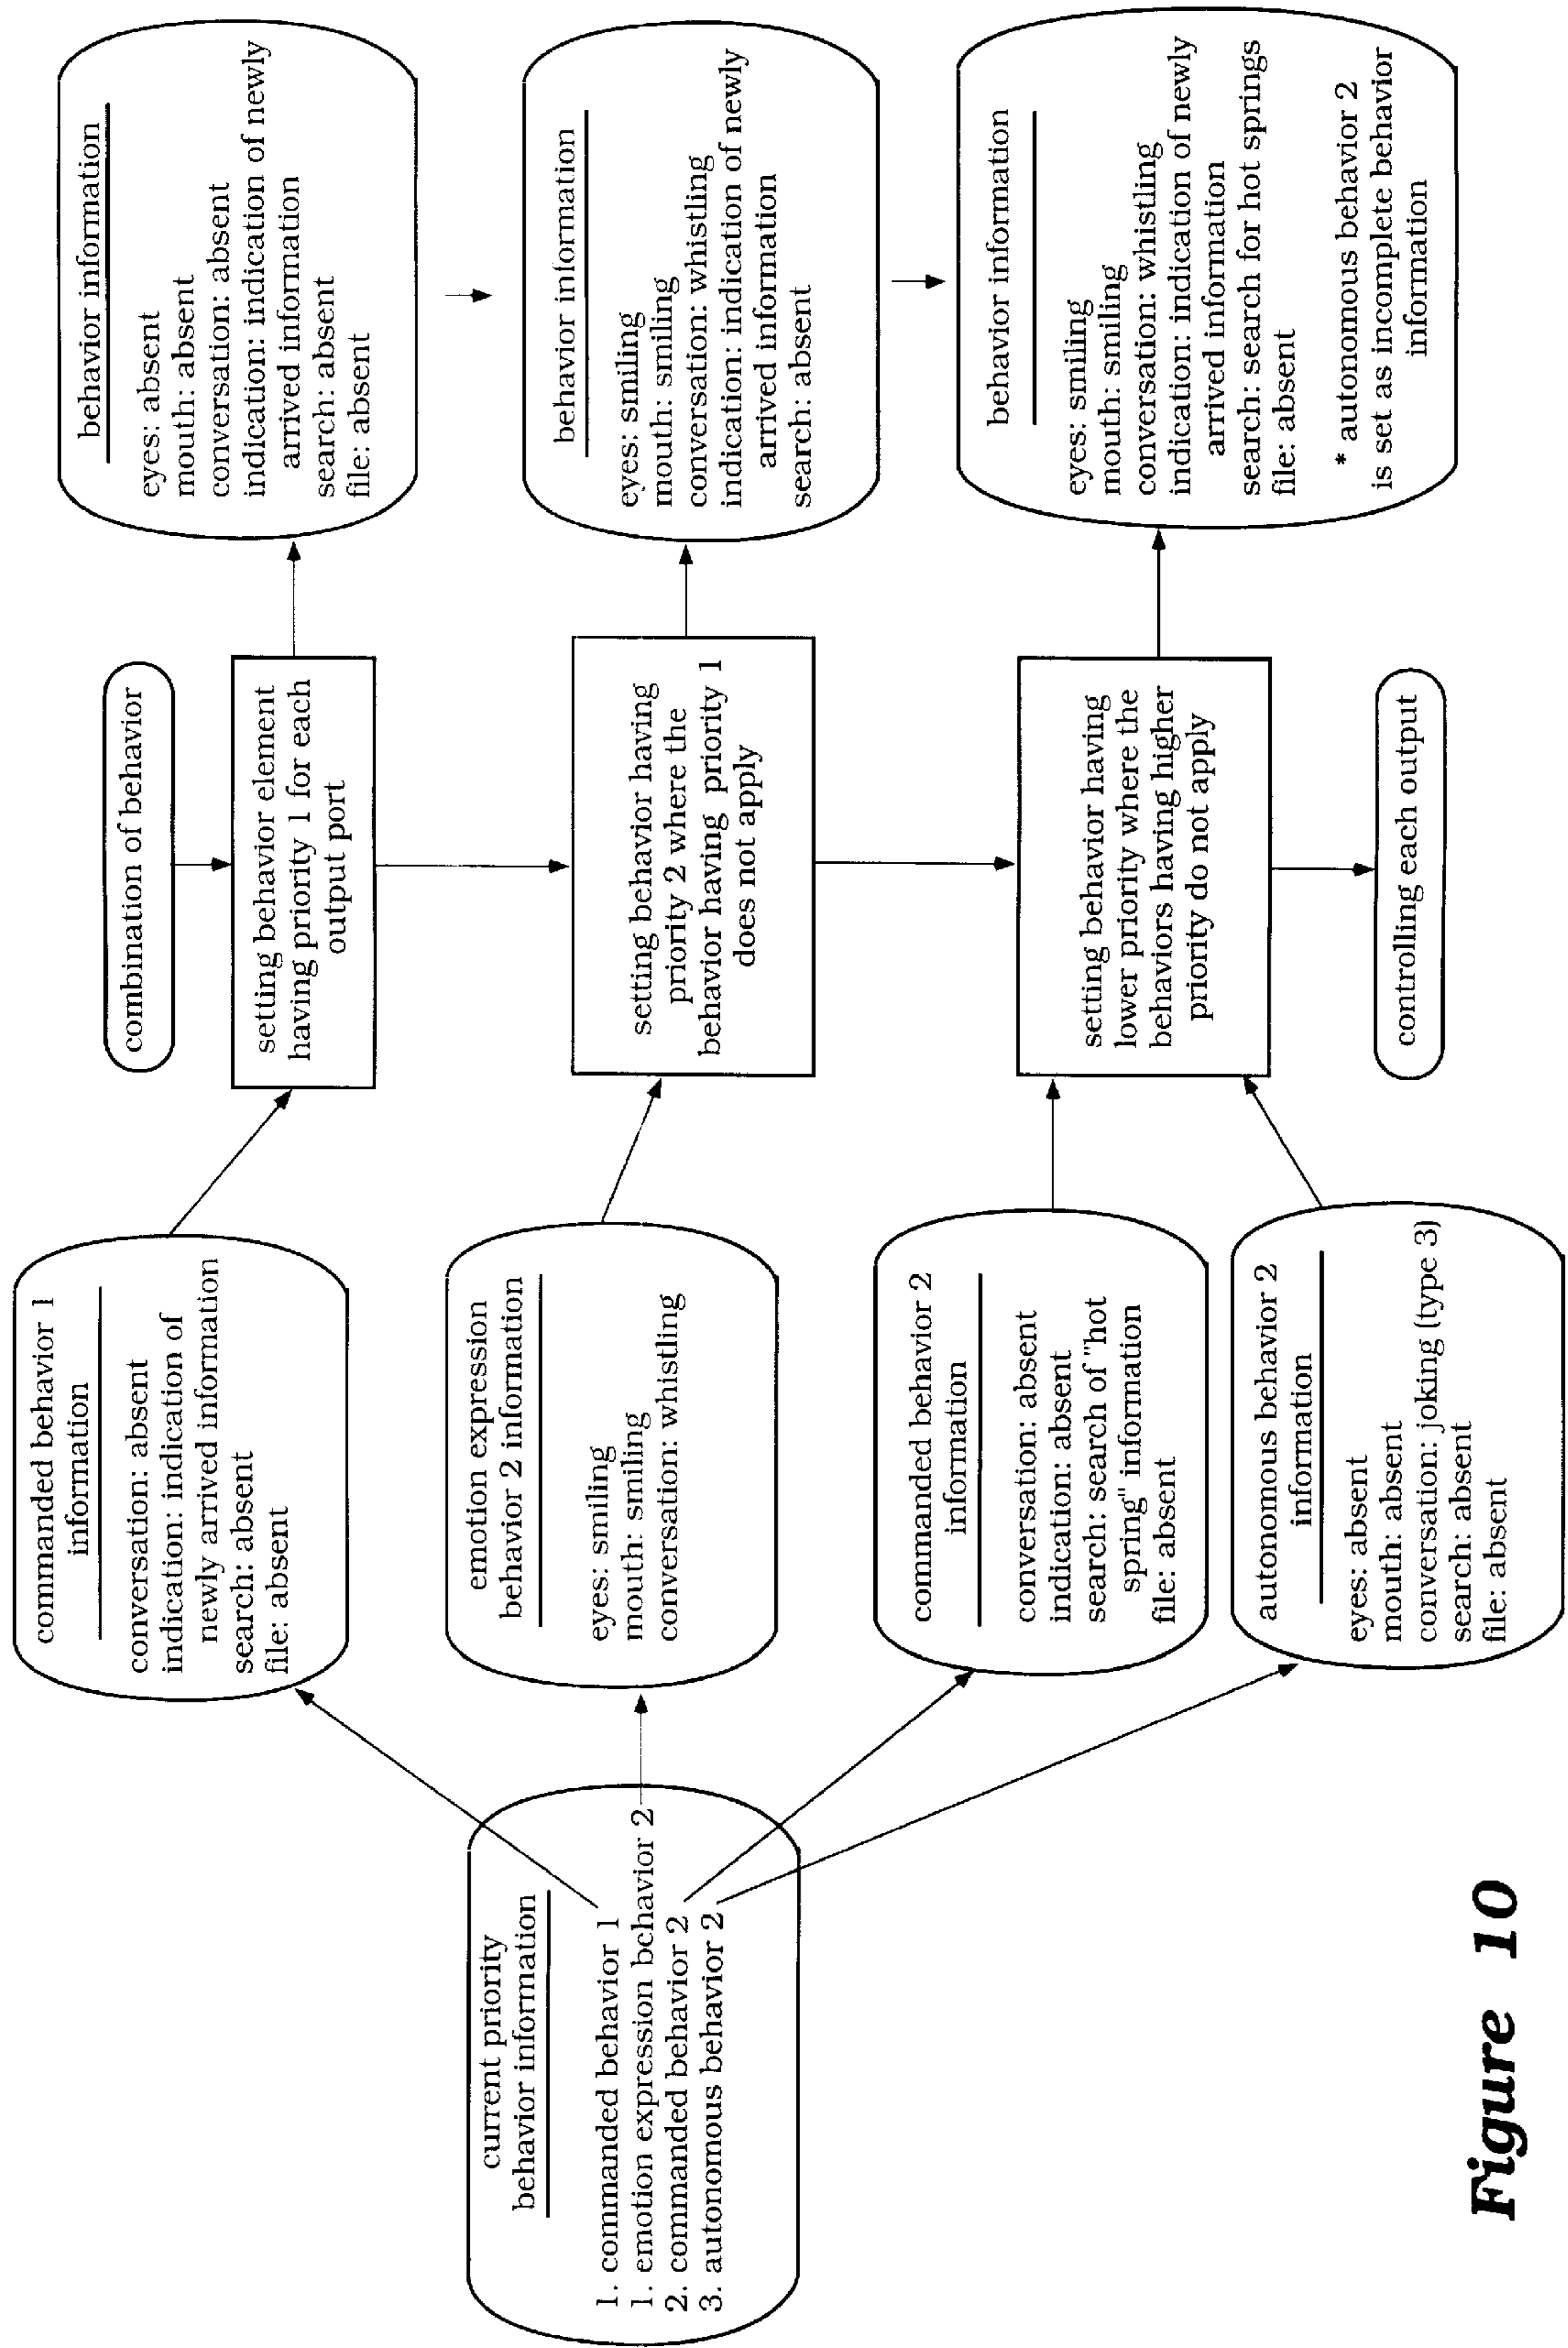 current priority
behavior information
1. commanded behavior 1
1. emotion expression behavior 2
2. commanded behavior 2
3. autonomous behavior 2
commanded behavior 1
information
conversation: absent
indication: indication of
newly arrived information
search: absent
file: absent
emotion expression
behavior 2 information
eyes: smiling
mouth: smiling
conversation: whistling
commanded behavior 2
information
conversation: absent
indication: absent
search: search of "hot
spring" information
file: absent
autonomous behavior 2
information
eyes: absent
mouth: absent
conversation: joking (type 3)
search: absent
file: absent
combination of behavior
setting behavior element
having priority 1 for each
output port
setting behavior having
priority 2 where the
behavior having priority 1
does not apply
setting behavior having
lower priority where the
behaviors having higher
priority do not apply
controlling each output
behavior information
eyes: absent
mouth: absent
conversation: absent
indication: indication of newly
arrived information
search: absent
file: absent
behavior information
eyes: smiling
mouth: smiling
conversation: whistling
indication: indication of newly
arrived information
search: absent
behavior information
eyes: smiling
mouth: smiling
conversation: whistling
indication: indication of newly
arrived information
search: search for hot springs
file: absent
* autonomous behavior 2
is set as incomplete behavior
information
Figure 10